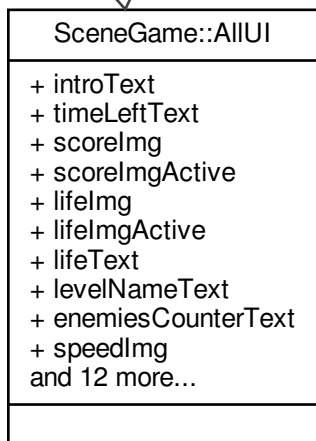 SceneGame::AllUI
+ introText
+ timeLeftText
+ scoreImg
+ scoreImgActive
+ lifeImg
+ lifeImgActive
+ lifeText
+ levelNameText
+ enemiesCounterText
+ speedImg
and 12 more...